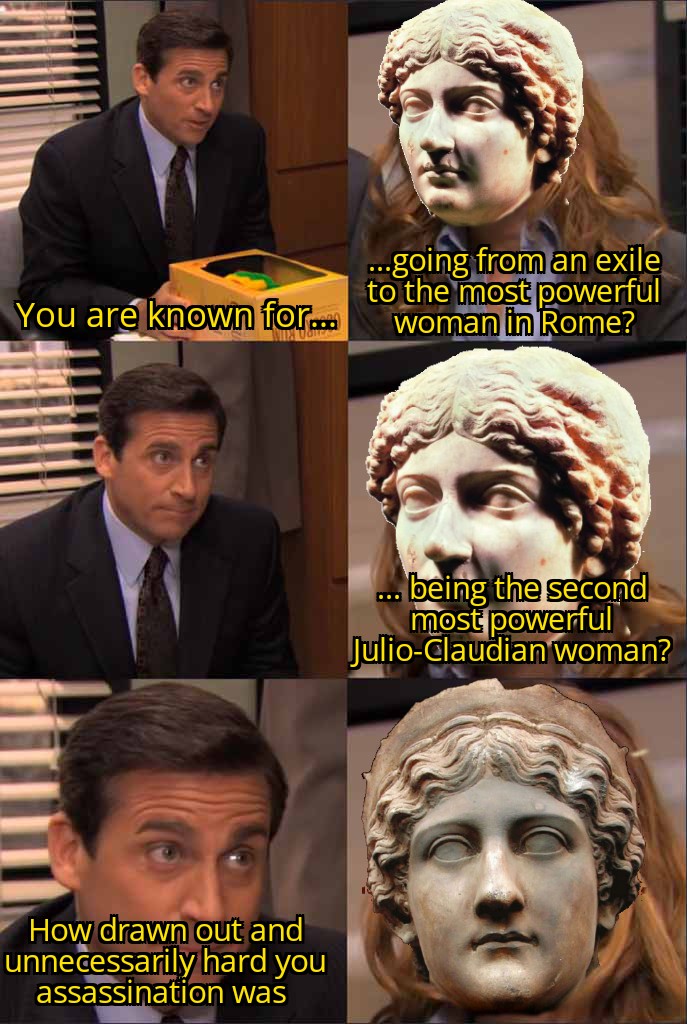 You are known for...
...going from an exile
to the most powerful
woman in Rome?
... being the second
most powerful
Julio-Claudian woman?
How drawn out and
unnecessarily hard you
assassination was